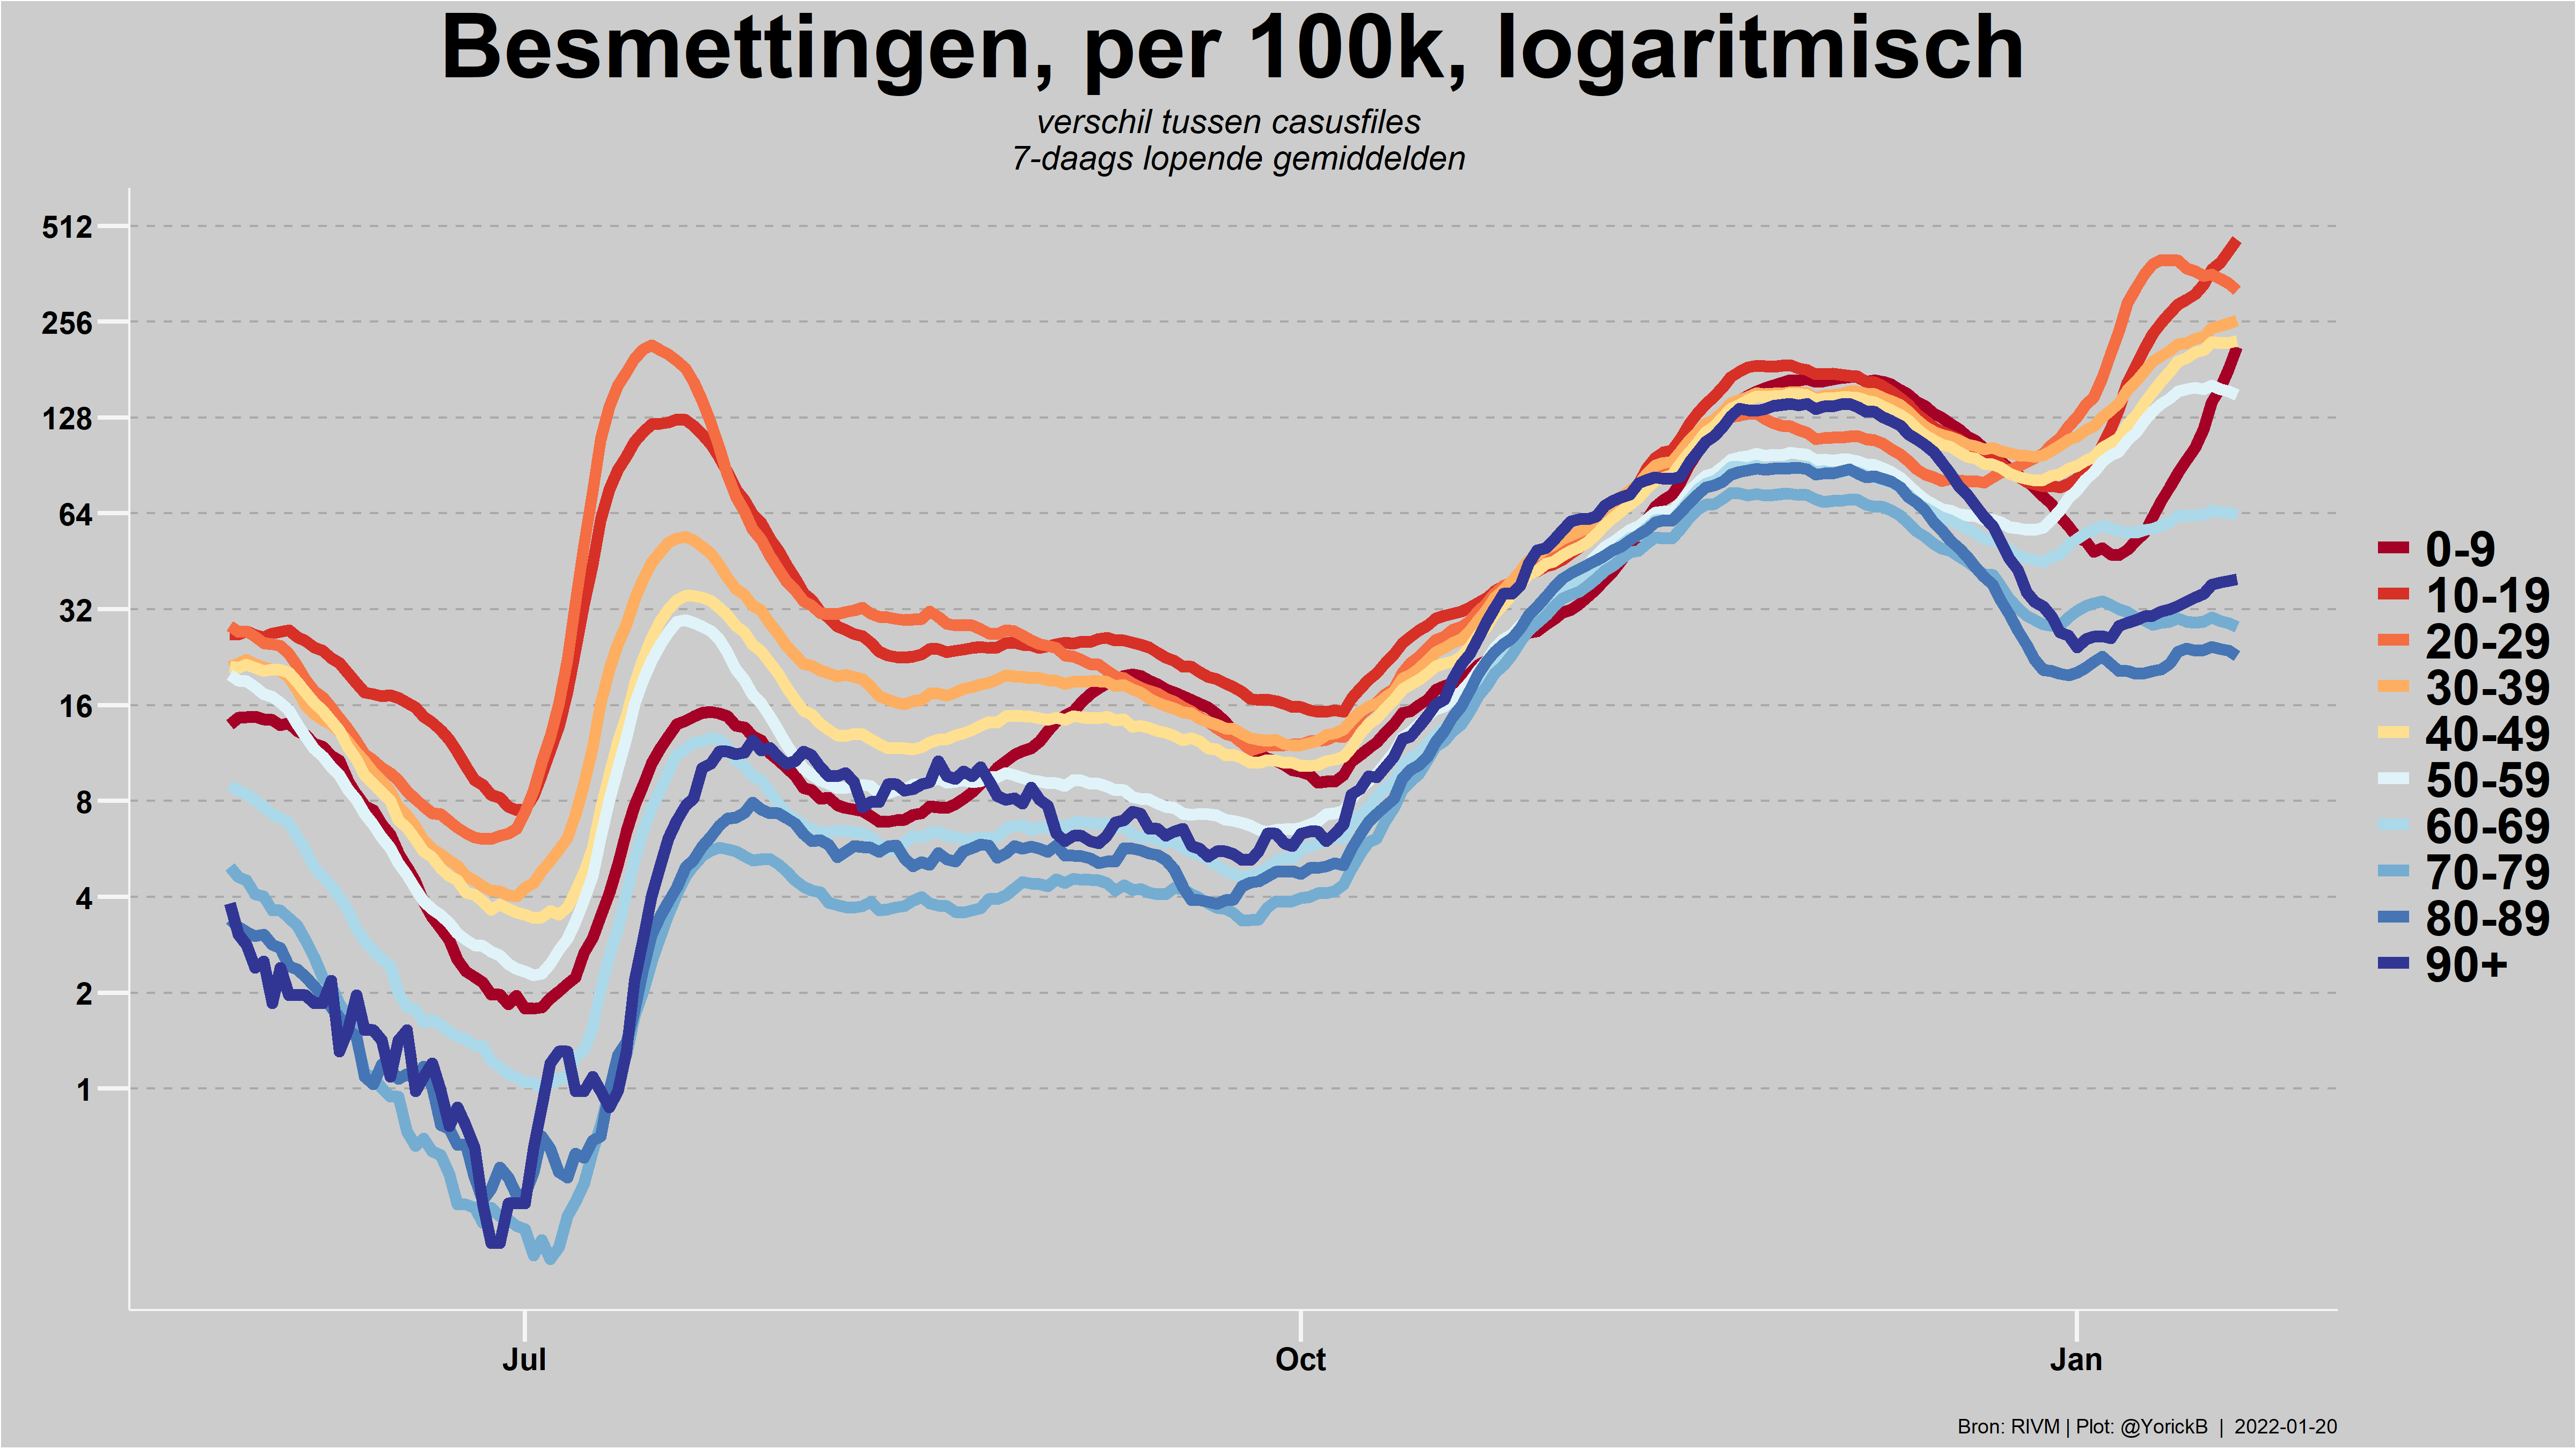 Besmettingen, per 100k, logaritmisch
verschil tussen casusfiles
7-daags lopende gemiddelden
512
256
128
64
32
16
8
4
2
1
Jul
Oct
Jan
0-9
10-19
20-29
30-39
40-49
50-59
60-69
70-79
80-89
90+
Bron: RIVM | Plot: @YorickB | 2022-01-20